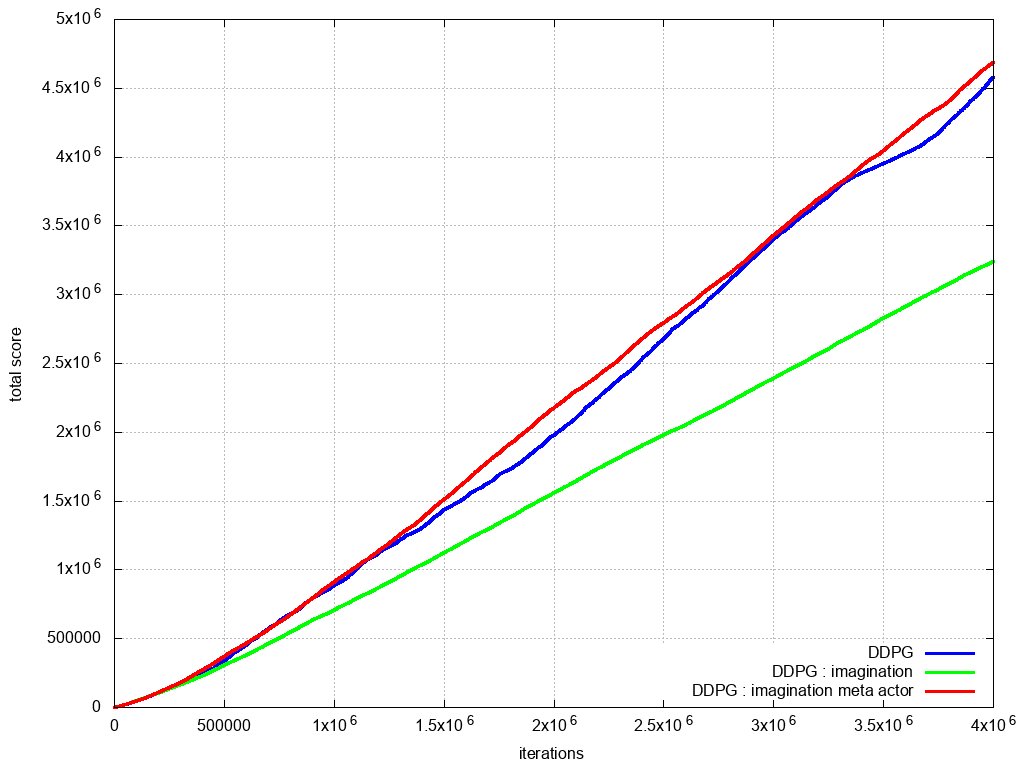 5x10^6
4.5x10^6
4x10^6
3.5x10^6
3x10^6
2.5x10^6
2x10^6
1.5x10^6
1x10^6
500000
0
total score
DDPG
DDPG : imagination
DDPG : imagination meta actor
0 500000 1x10^6 1.5x10^6 2x10^6 2.5x10^6 3x10^6 3.5x10^6 4x10^6
iterations